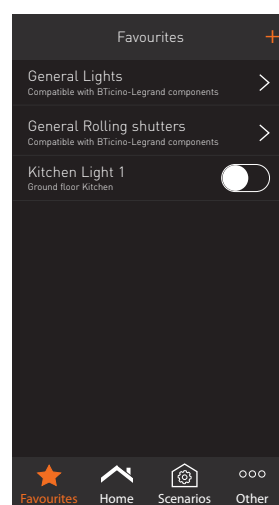 Favourites
General Lights
Compatible with BTicino-Legrand components
General Rolling shutters
Compatible with BTicino-Legrand components
Kitchen Light 1
Ground floor Kitchen
Favourites Home Scenarios Other